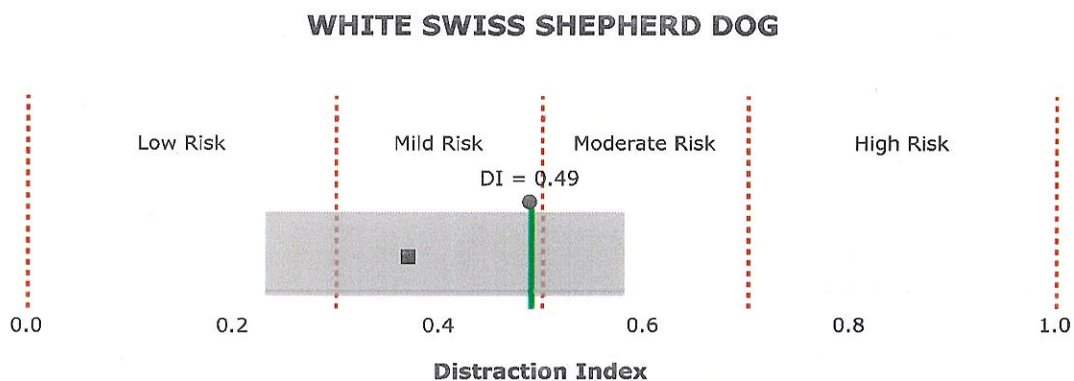 WHITE SWISS SHEPHERD DOG
Low Risk Mild Risk Moderate Risk High Risk
DI = 0.49
0.0 0.2 0.4 0.6 0.8 1.0
Distraction Index